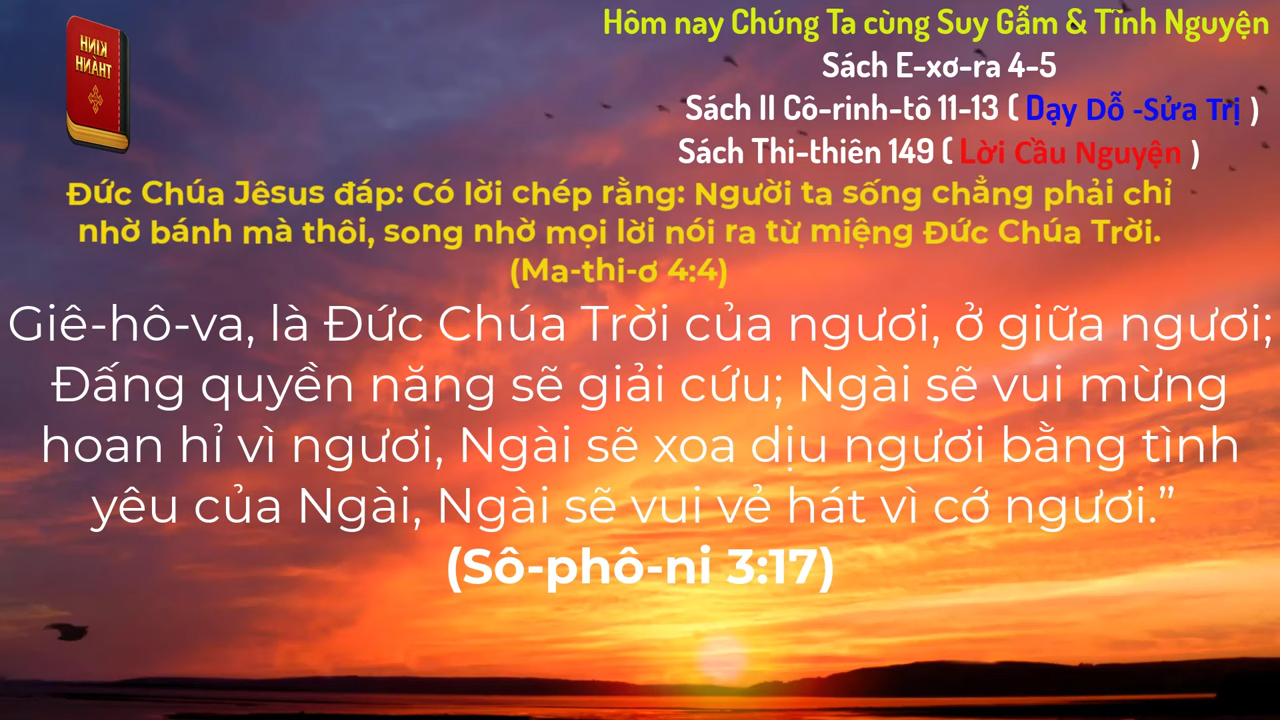 KINH
THÁNH
Hôm nay Chúng Ta cùng Suy Gẫm & Tĩnh Nguyện
Sách E-xơ-ra 4-5
Sách II Cô-rinh-tô 11-13 ( Dạy Dỗ -Sửa Trị )
Sách Thi-thiên 149 ( Lời Cầu Nguyện )
Đức Chúa Jêsus đáp: Có lời chép rằng: Người ta sống chẳng phải chỉ
nhờ bánh mà thôi, song nhờ mọi lời nói ra từ miệng Đức Chúa Trời.
(Ma-thi-ơ 4:4)
Giê-hô-va, là Đức Chúa Trời của ngươi, ở giữa ngươi;
Đấng quyền năng sẽ giải cứu; Ngài sẽ vui mừng
hoan hỉ vì ngươi, Ngài sẽ xoa dịu ngươi bằng tình
yêu của Ngài, Ngài sẽ vui vẻ hát vì cớ ngươi.”
(Sô-phô-ni 3:17)